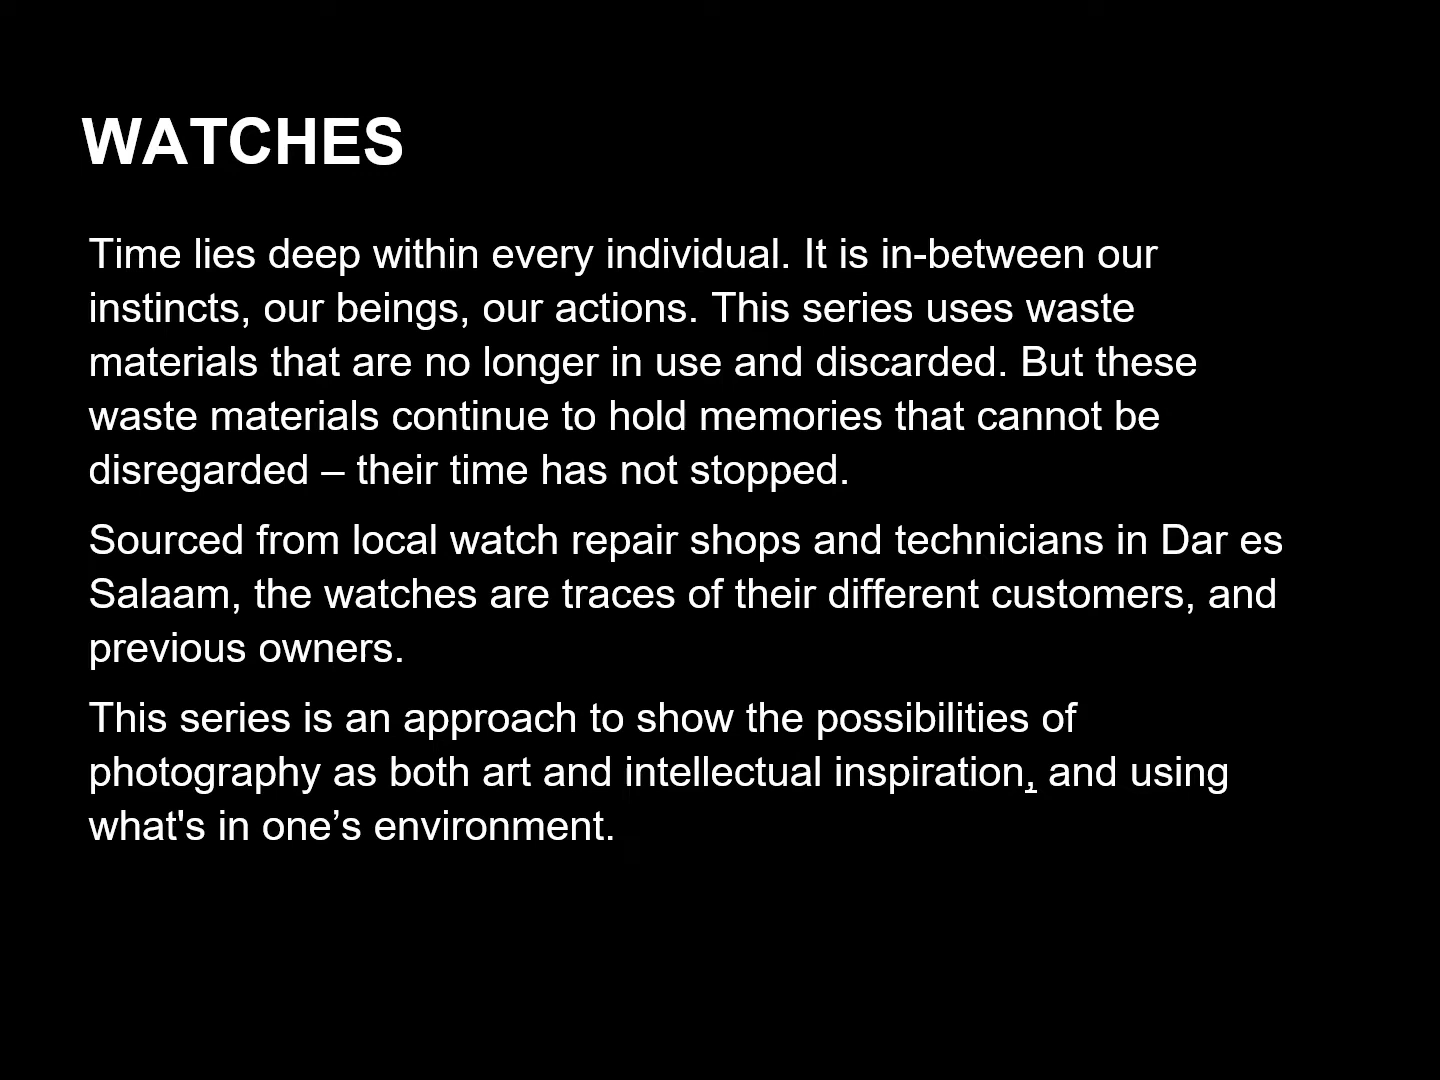 WATCHES
Time lies deep within every individual. It is in-between our
instincts, our beings, our actions. This series uses waste
materials that are no longer in use and discarded. But these
waste materials continue to hold memories that cannot be
disregarded – their time has not stopped.
Sourced from local watch repair shops and technicians in Dar es
Salaam, the watches are traces of their different customers, and
previous owners.
This series is an approach to show the possibilities of
photography as both art and intellectual inspiration, and using
what's in one’s environment.